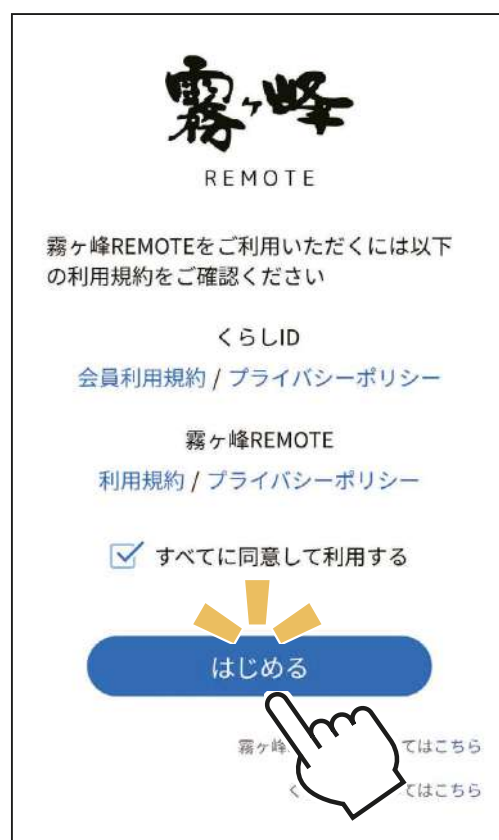 霧ヶ峰
REMOTE
霧ヶ峰REMOTEをご利用いただくには以下
の利用規約をご確認ください
くらしID
会員利用規約 / プライバシーポリシー
霧ヶ峰REMOTE
利用規約 / プライバシーポリシー
すべてに同意して利用する
はじめる
霧ヶ峰 てはこちら
く てはこちら